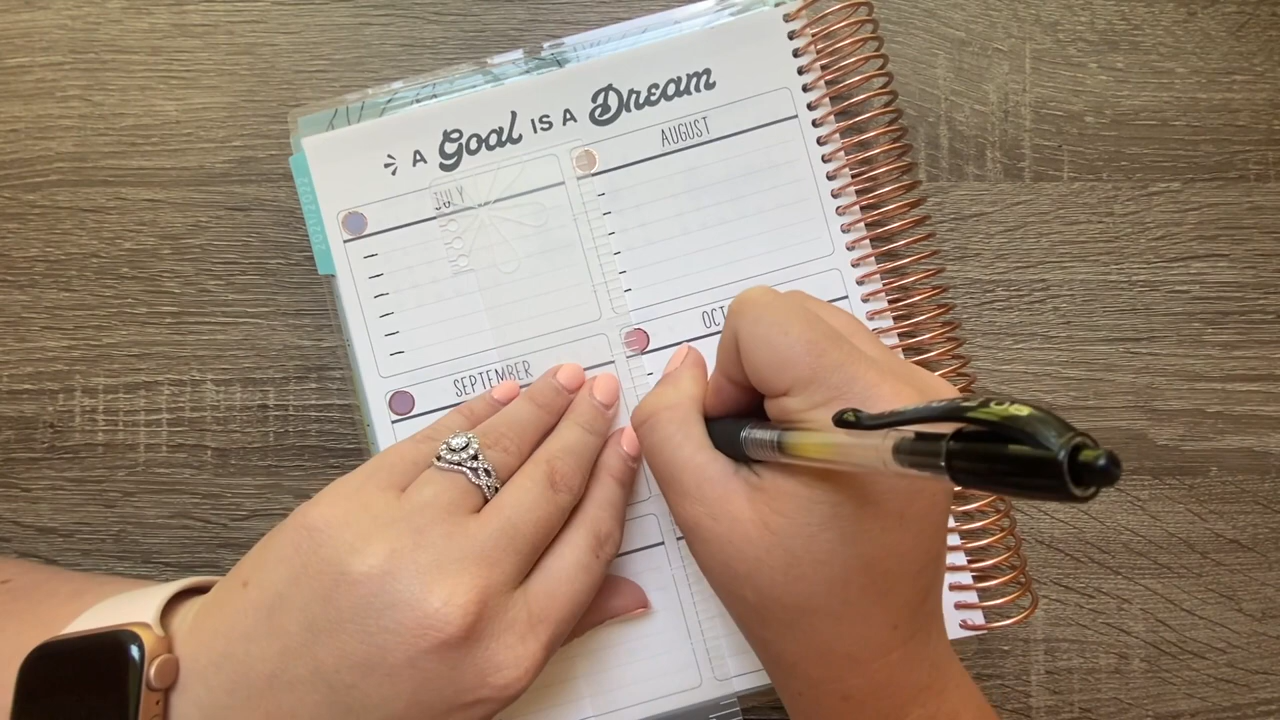 A Goal IS A Dream
JULY
AUGUST
SEPTEMBER
OCT
2021/2022